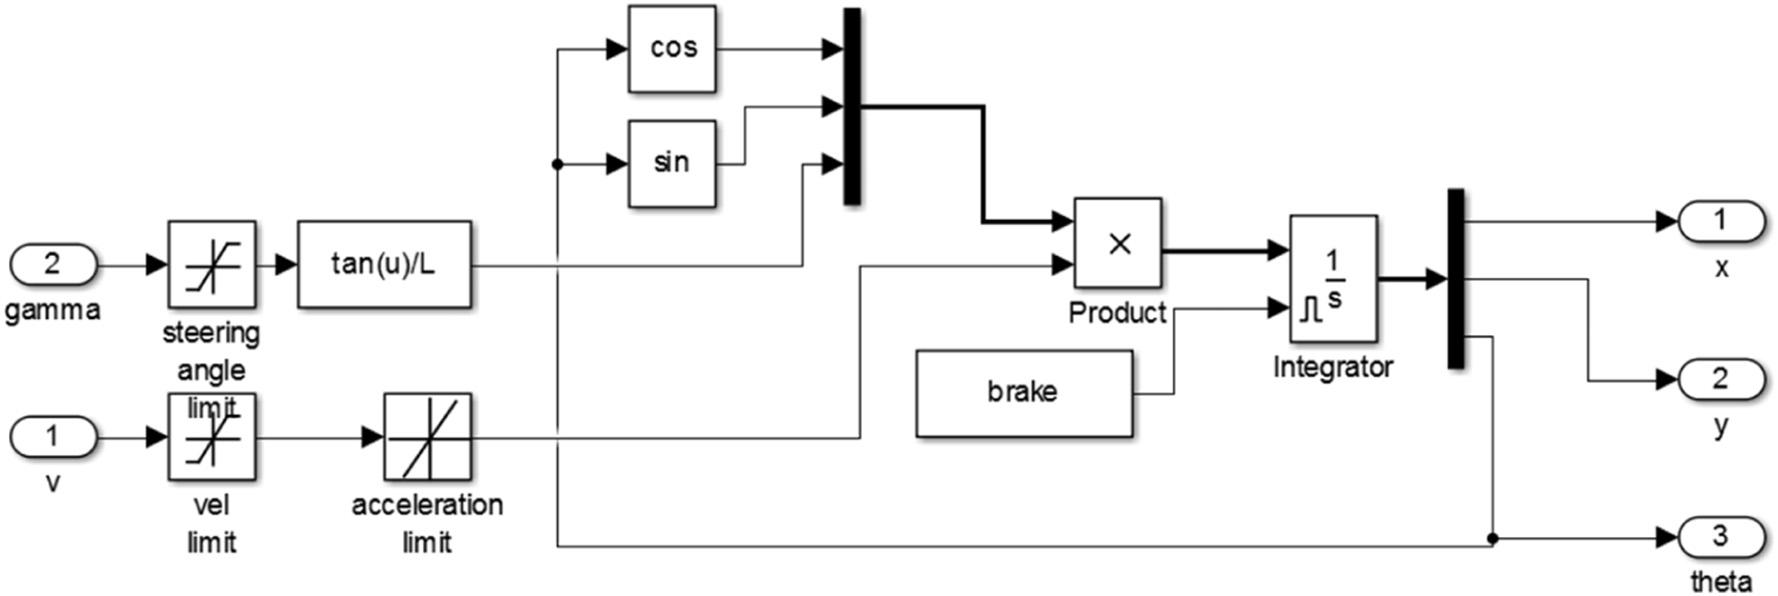 cos
sin
2
gamma
steering
angle
limit
tan(u)/L
1
v
vel
limit
acceleration
limit
×
Product
brake
1
s
Integrator
1
x
2
y
3
theta